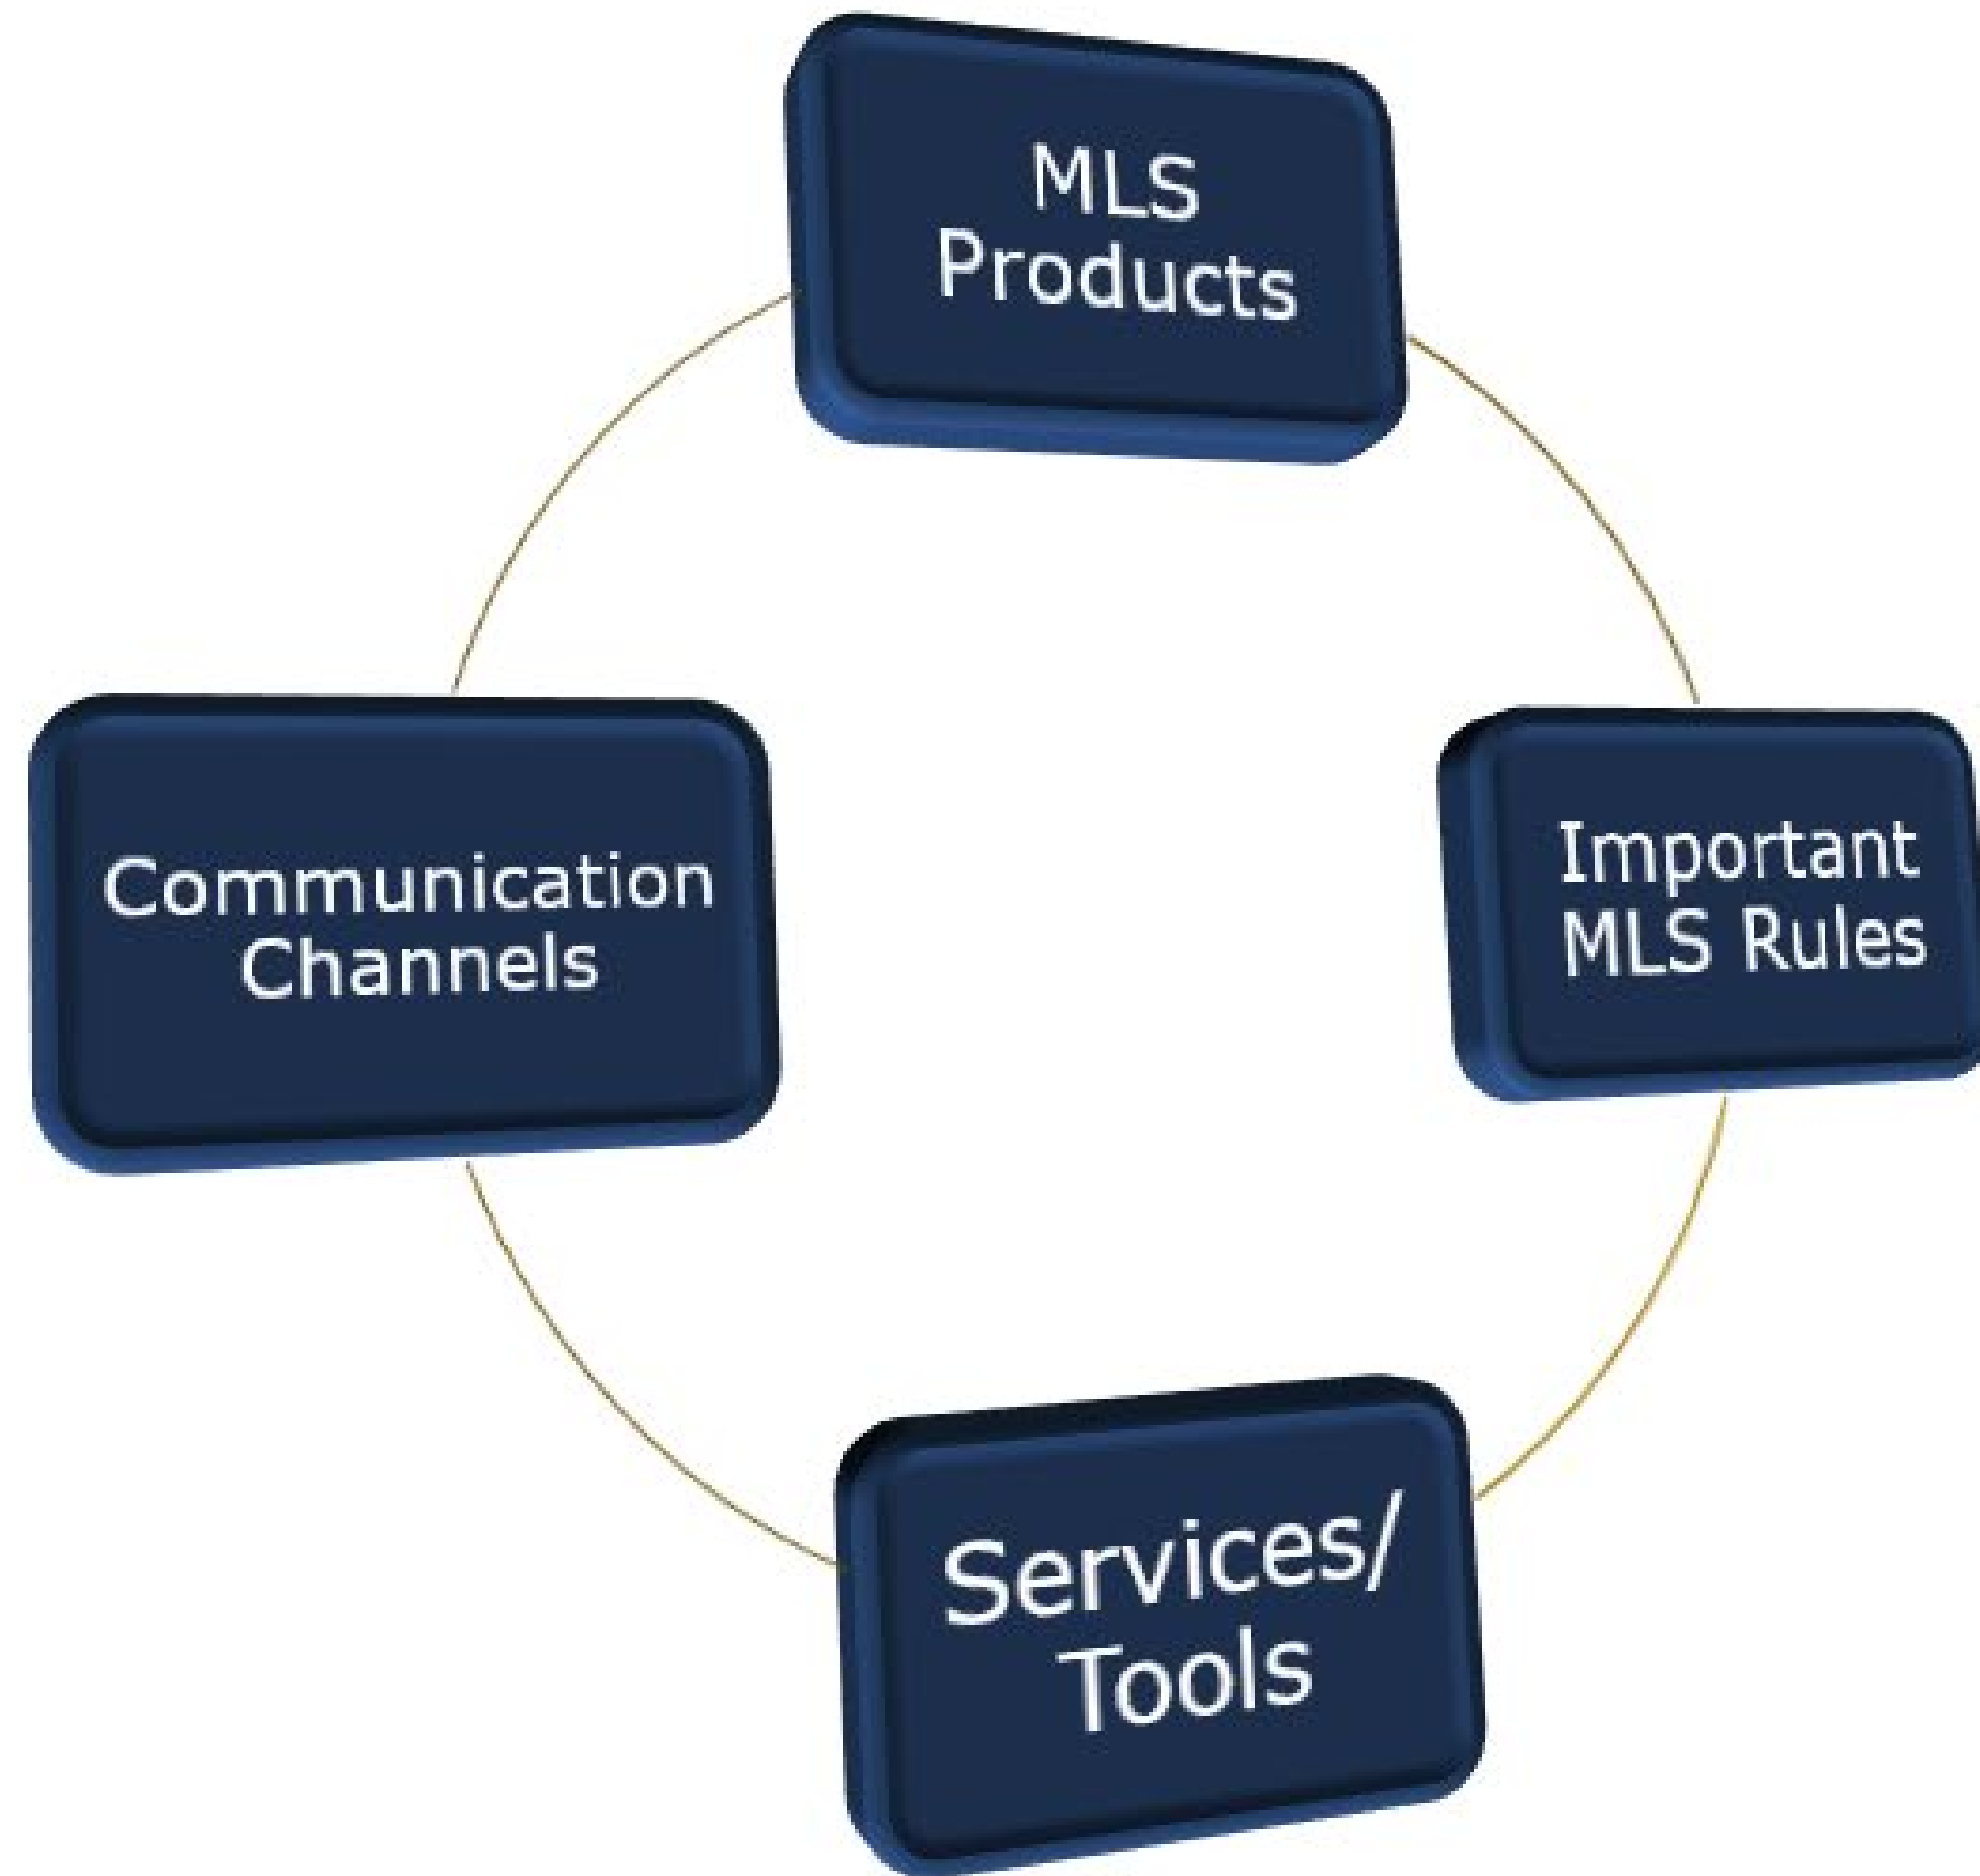 MLS
Products
Important
MLS Rules
Services/
Tools
Communication
Channels